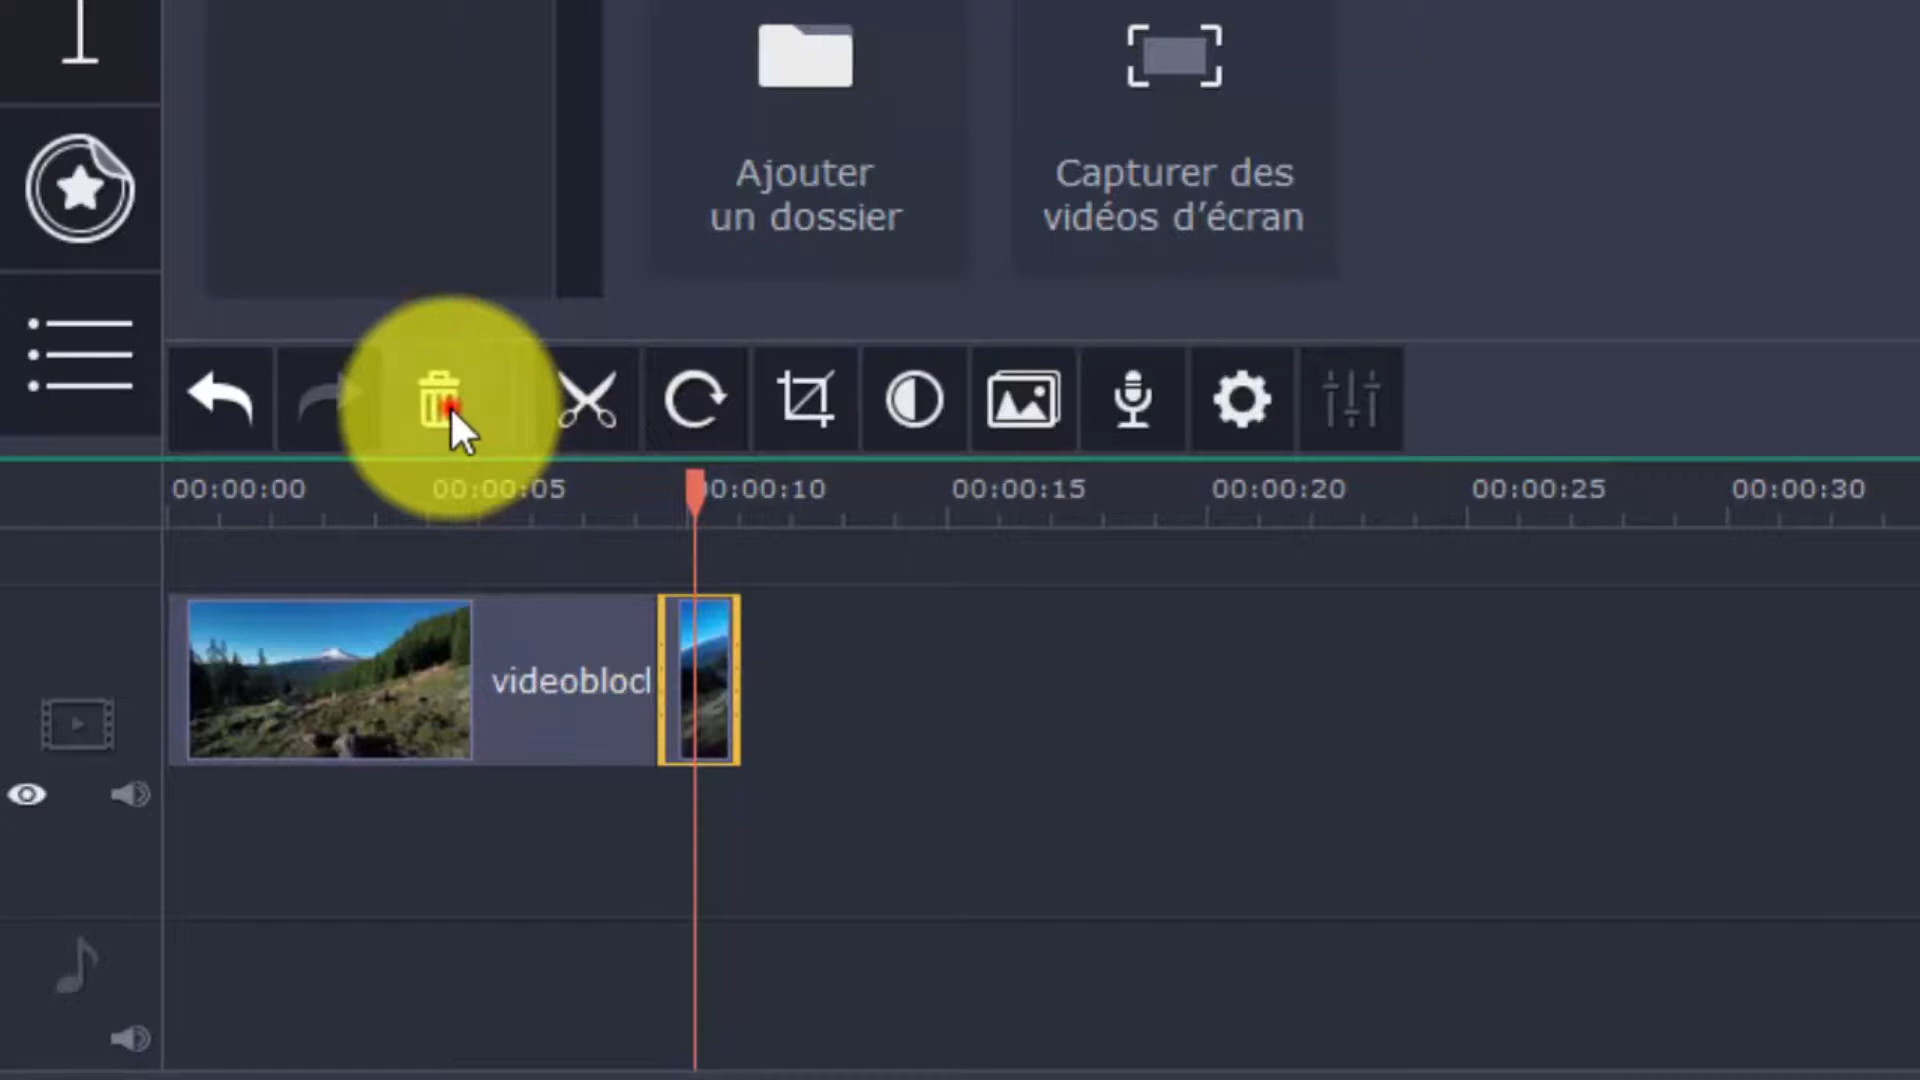 Ajouter
un dossier
Capturer des
vidéos d’écran
00:00:00
00:00:05
00:00:10
00:00:15
00:00:20
00:00:25
00:00:30
videoblocl